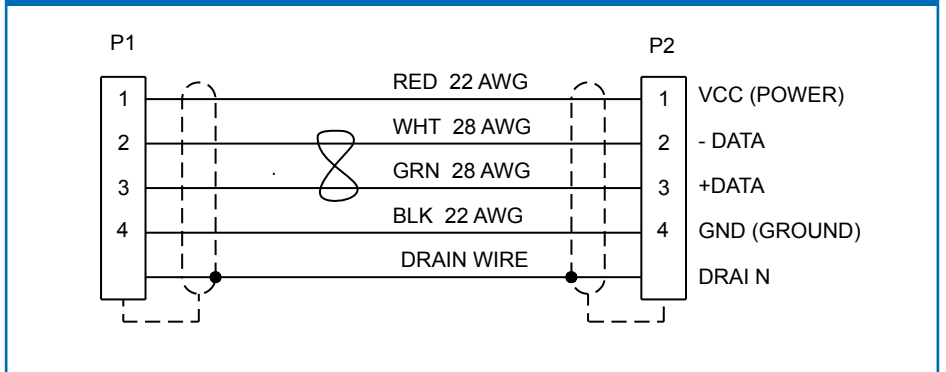 P1 P2
1 RED 22 AWG 1 VCC (POWER)
2 WHT 28 AWG 2 - DATA
3 GRN 28 AWG 3 +DATA
4 BLK 22 AWG 4 GND (GROUND)
DRAIN WIRE DRAI N